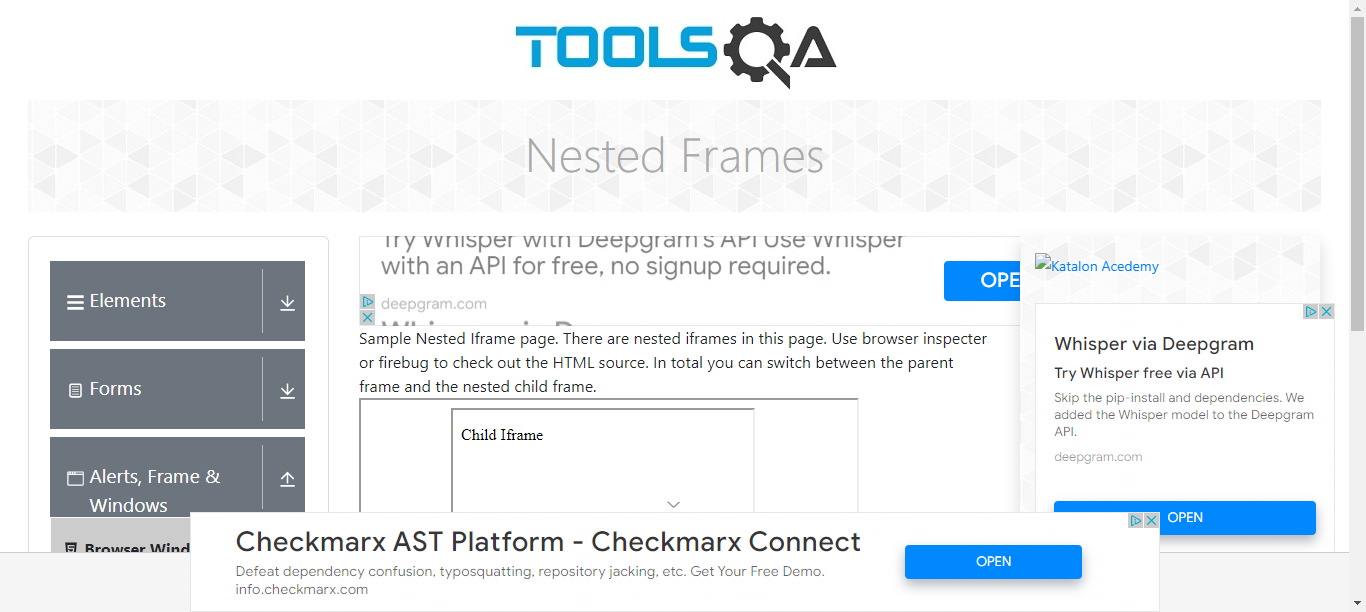 TOOLSQA
Nested Frames
Elements
Forms
Alerts, Frame &
Windows
Try Whisper with Deepgram's API Use Whisper
with an API for free, no signup required.
deepgram.com
OPE
Sample Nested Iframe page. There are nested iframes in this page. Use browser inspecter
or firebug to check out the HTML source. In total you can switch between the parent
frame and the nested child frame.
Child Iframe
Katalon Acedemy
Whisper via Deepgram
Try Whisper free via API
Skip the pip-install and dependencies. We
added the Whisper model to the Deepgram
API.
deepgram.com
OPEN
Checkmarx AST Platform - Checkmarx Connect
Defeat dependency confusion, typosquatting, repository jacking, etc. Get Your Free Demo.
info.checkmarx.com
OPEN